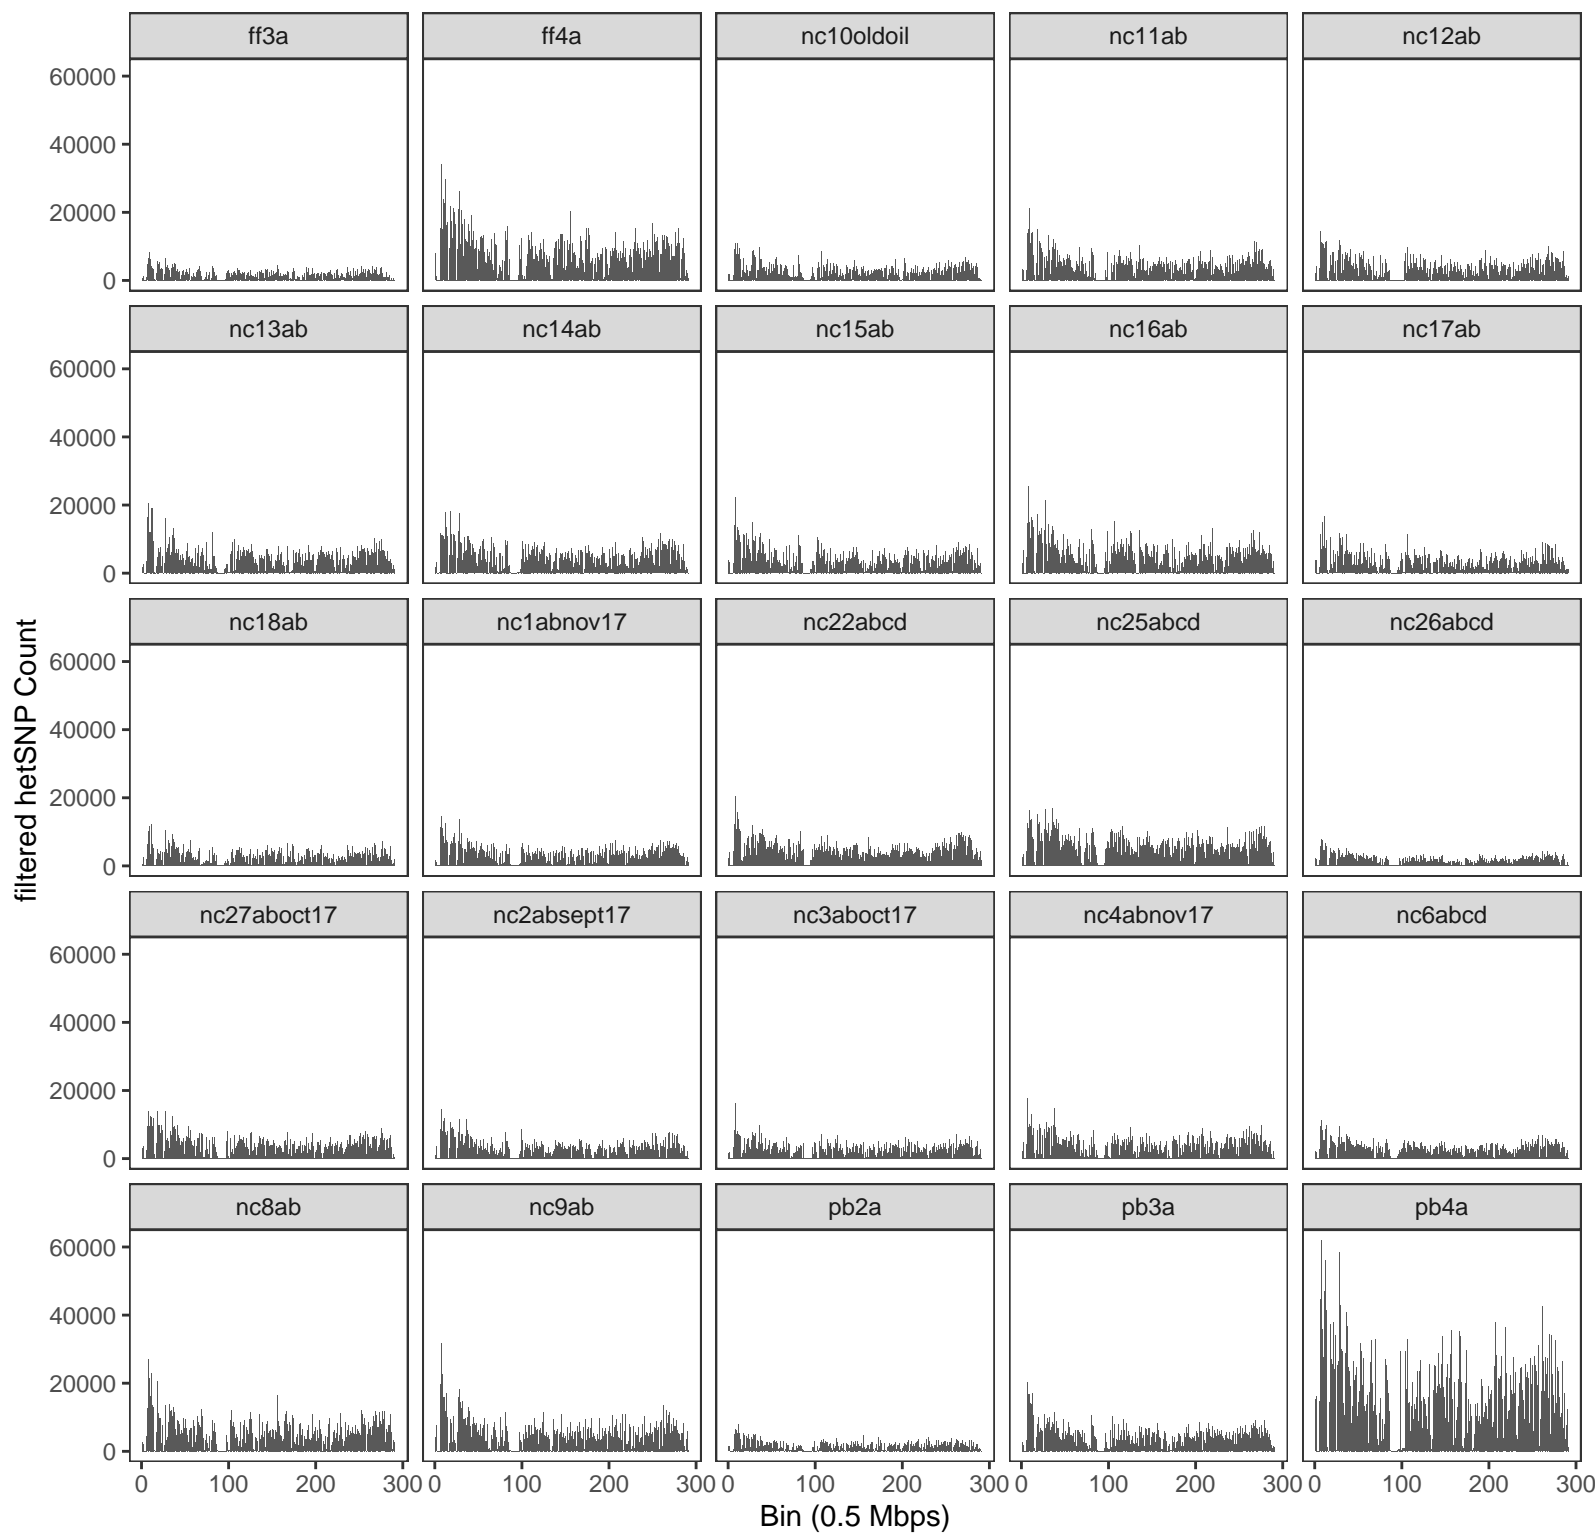 ff3a ff4a nc10oldoil nc11ab nc12ab
60000
40000
20000
0
nc13ab nc14ab nc15ab nc16ab nc17ab
60000
40000
20000
0
nc18ab nc1abnov17 nc22abcd nc25abcd nc26abcd
60000
40000
20000
0
filtered hetSNP Count
nc27aboct17 nc2absept17 nc3aboct17 nc4abnov17 nc6abcd
60000
40000
20000
0
nc8ab nc9ab pb2a pb3a pb4a
60000
40000
20000
0
0 100 200 300 0 100 200 300 0 100 200 300 0 100 200 300 0 100 200 300
Bin (0.5 Mbps)